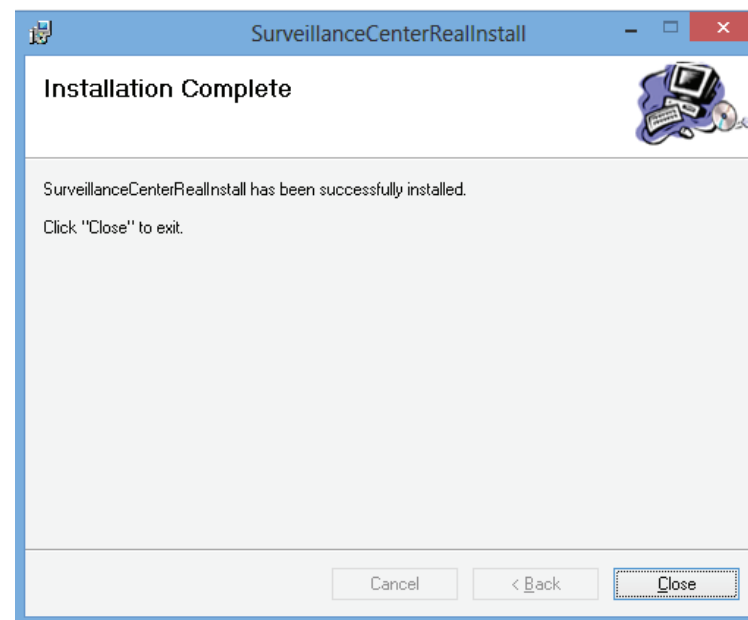 SurveillanceCenterRealInstall
Installation Complete
SurveillanceCenterRealInstall has been successfully installed.
Click "Close" to exit.
Cancel
< Back
Close